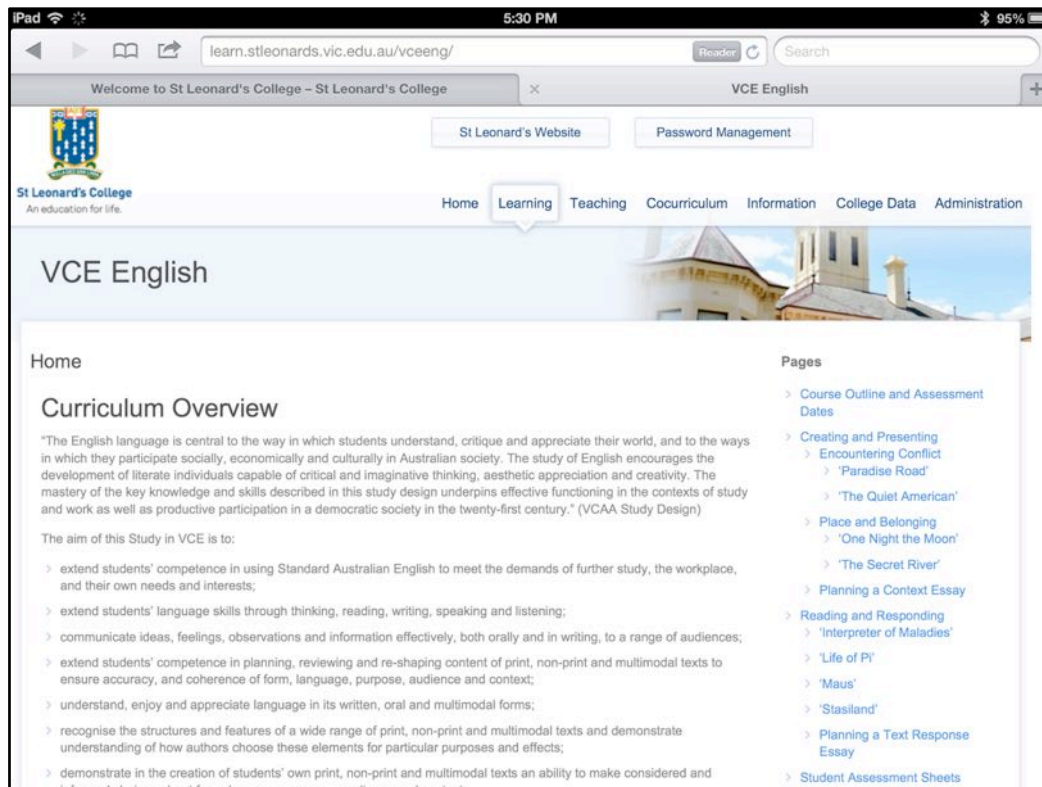 iPad 5:30 PM 95%
learn.stleonards.vic.edu.au/vceeng/ Reader Search
Welcome to St Leonard's College – St Leonard's College × VCE English +
St Leonard's Website Password Management
St Leonard's College
An education for life.
Home Learning Teaching Cocurriculum Information College Data Administration
VCE English
Home
Curriculum Overview
"The English language is central to the way in which students understand, critique and appreciate their world, and to the ways
in which they participate socially, economically and culturally in Australian society. The study of English encourages the
development of literate individuals capable of critical and imaginative thinking, aesthetic appreciation and creativity. The
mastery of the key knowledge and skills described in this study design underpins effective functioning in the contexts of study
and work as well as productive participation in a democratic society in the twenty-first century." (VCAA Study Design)
The aim of this Study in VCE is to:
extend students' competence in using Standard Australian English to meet the demands of further study, the workplace,
and their own needs and interests;
extend students' language skills through thinking, reading, writing, speaking and listening;
communicate ideas, feelings, observations and information effectively, both orally and in writing, to a range of audiences;
extend students' competence in planning, reviewing and re-shaping content of print, non-print and multimodal texts to
ensure accuracy, and coherence of form, language, purpose, audience and context;
understand, enjoy and appreciate language in its written, oral and multimodal forms;
recognise the structures and features of a wide range of print, non-print and multimodal texts and demonstrate
understanding of how authors choose these elements for particular purposes and effects;
demonstrate in the creation of students' own print, non-print and multimodal texts an ability to make considered and
Pages
Course Outline and Assessment
Dates
Creating and Presenting
Encountering Conflict
'Paradise Road'
'The Quiet American'
Place and Belonging
'One Night the Moon'
'The Secret River'
Planning a Context Essay
Reading and Responding
'Interpreter of Maladies'
'Life of Pi'
'Maus'
'Stasiland'
Planning a Text Response
Essay
Student Assessment Sheets